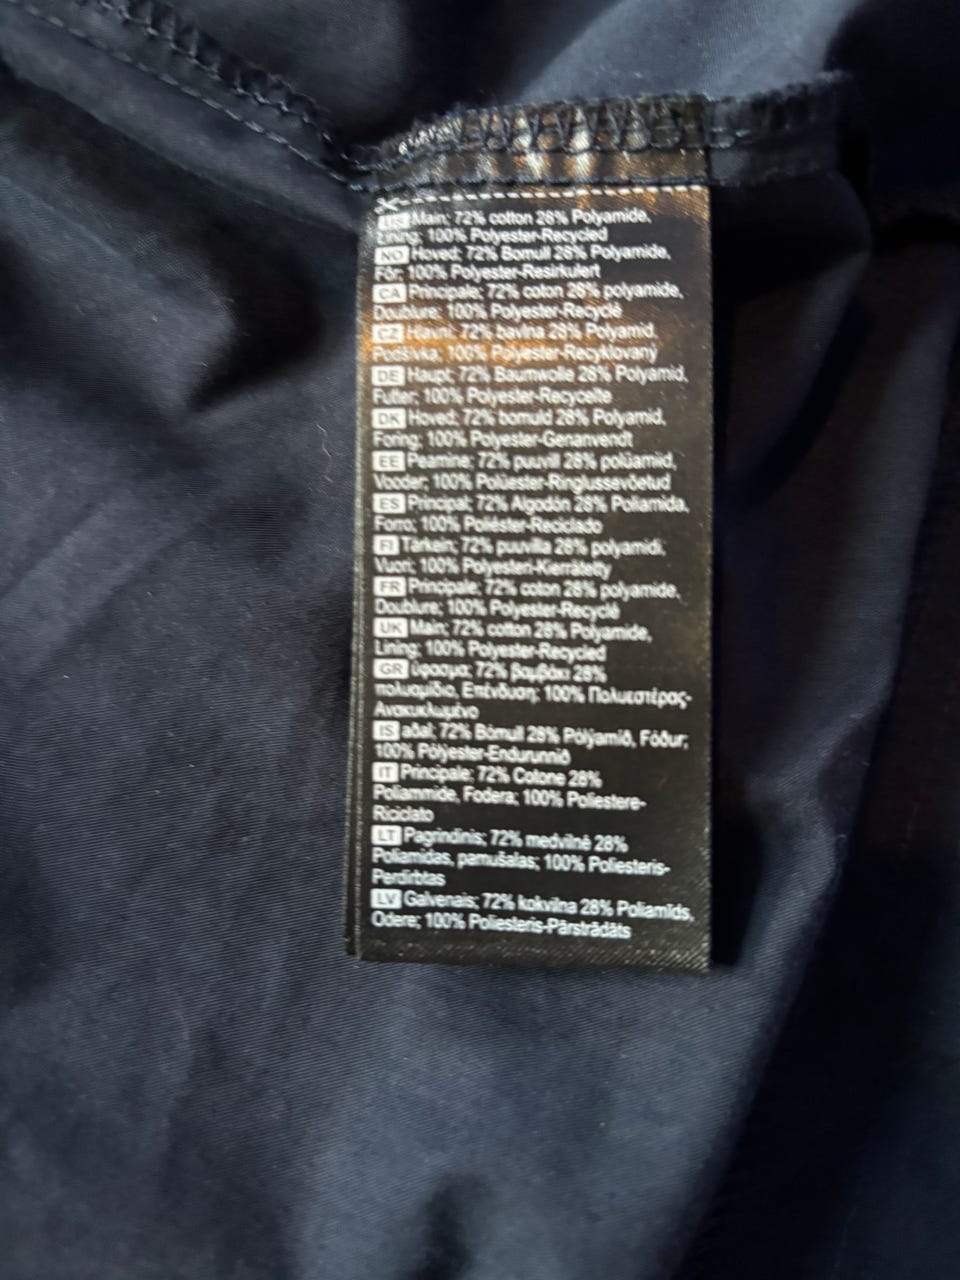 US Main; 72% cotton 28% Polyamide,
Lining; 100% Polyester-Recycled
NO Hoved; 72% Bomull 28% Polyamide,
Fôr; 100% Polyester-Resirkulert
CA Principale; 72% coton 28% polyamide,
Doublure; 100% Polyester-Recyclé
CZ Hlavní; 72% bavlna 28% Polyamid,
Podšívka; 100% Polyester-Recyklovaný
DE Haupt; 72% Baumwolle 28% Polyamid,
Futter; 100% Polyester-Recycelte
DK Hoved; 72% bomuld 28% Polyamid,
Foring; 100% Polyester-Genanvendt
EE Peamine; 72% puuvill 28% polüamiid,
Vooder; 100% Polüester-Ringlussevõetud
ES Principal; 72% Algodón 28% Poliamida,
Forro; 100% Poliéster-Reciclado
FI Tärkein; 72% puuvilla 28% polyamidi,
Vuori; 100% Polyesteri-Kierrätetty
FR Principale; 72% coton 28% polyamide,
Doublure; 100% Polyester-Recyclé
UK Main; 72% cotton 28% Polyamide,
Lining; 100% Polyester-Recycled
GR ύφασμα; 72% βαμβάκι 28%
πολυαμίδιο, Επένδυση; 100% Πολυεστέρας-
Ανακυκλωμένο
IS aðal; 72% Bómull 28% Pólýamíð, Fóður;
100% Pólýester-Endurunnið
IT Principale; 72% Cotone 28%
Poliammide, Fodera; 100% Poliestere-
Riciclato
LT Pagrindinis; 72% medvilnė 28%
Poliamidas, pamušalas; 100% Poliesteris-
Perdirbtas
LV Galvenais; 72% kokvilna 28% Poliamīds,
Odere; 100% Poliesteris-Pārstrādāts